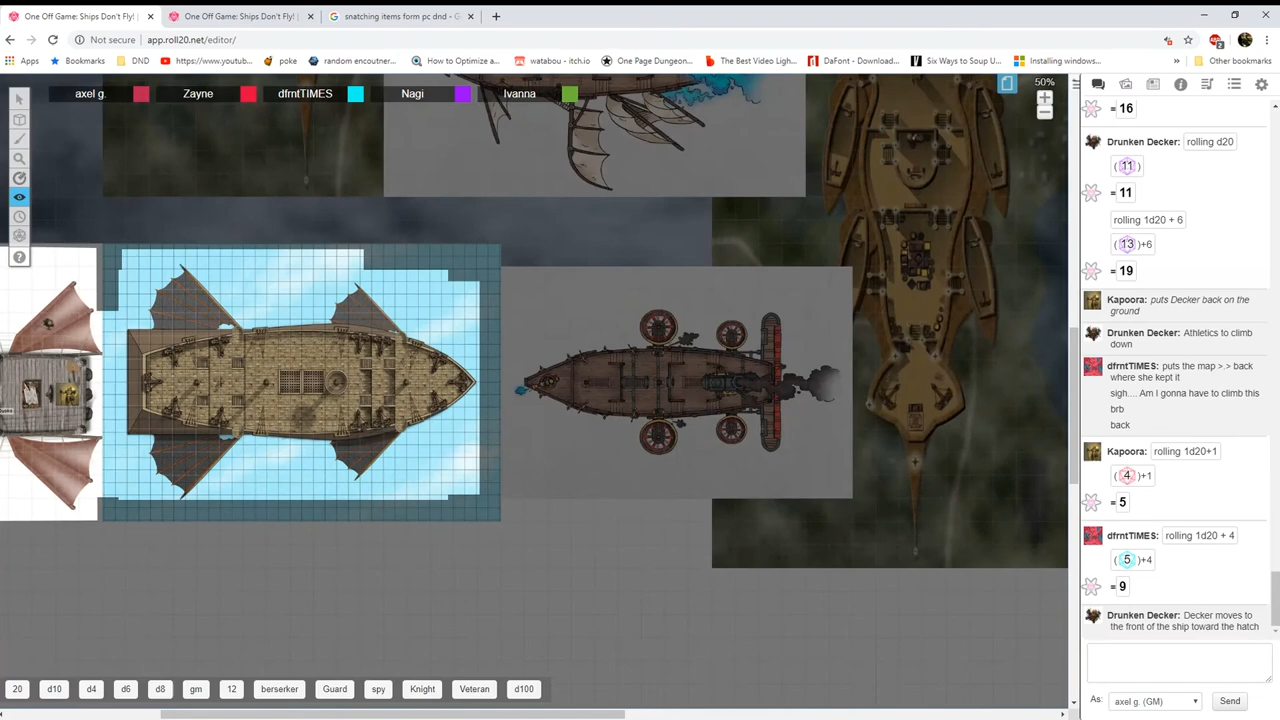 One Off Game: Ships Don't Fly! |
One Off Game: Ships Don't Fly! |
snatching items form pc dnd - G
Not secure | app.roll20.net/editor/
Apps
Bookmarks
DND
https://www.youtub...
poke
random encoutner...
How to Optimize a...
watabou - itch.io
One Page Dungeon...
The Best Video Ligh...
DaFont - Download...
Six Ways to Soup U...
Installing windows...
»
Other bookmarks
axel g.
Zayne
dfrntTIMES
Nagi
Ivanna
50%
= 16
Drunken Decker: rolling d20
( 11 )
= 11
rolling 1d20 + 6
( 13 )+6
= 19
Kapoora: puts Decker back on the
ground
Drunken Decker: Athletics to climb
down
dfrntTIMES: puts the map >.> back
where she kept it
sigh.... Am I gonna have to climb this
brb
back
Kapoora: rolling 1d20+1
( 4 )+1
= 5
dfrntTIMES: rolling 1d20 + 4
( 5 )+4
= 9
Drunken Decker: Decker moves to
the front of the ship toward the hatch
20
d10
d4
d6
d8
gm
12
berserker
Guard
spy
Knight
Veteran
d100
As: axel g. (GM)
Send